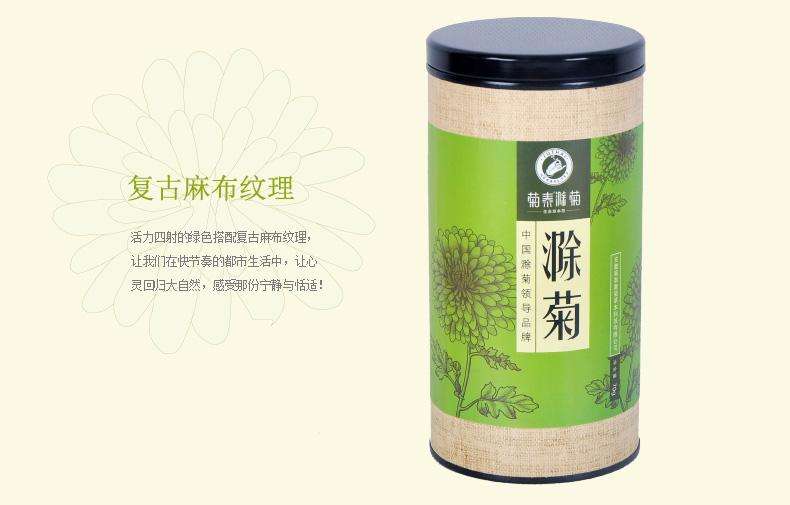 复古麻布纹理
活力四射的绿色搭配复古麻布纹理，
让我们在快节奏的都市生活中，让心
灵回归大自然，感受那份宁静与恬适！
菊泰滁菊
滁菊
中国滁菊领导品牌
70g